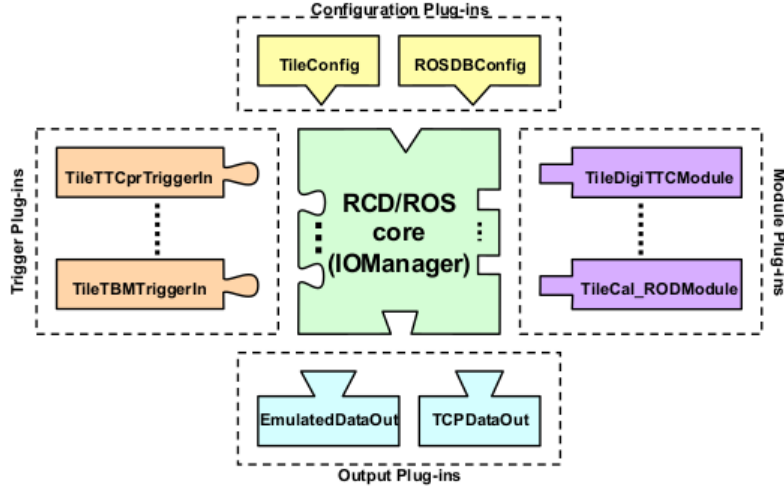 Configuration Plug-ins
TileConfig
ROSDBConfig
Trigger Plug-ins
TileTTCprTriggerIn
TileTBMTriggerIn
RCD/ROS
core
(IOManager)
TileDigiTTCModule
TileCal_RODModule
Module Plug-ins
EmulatedDataOut
TCPDataOut
Output Plug-ins